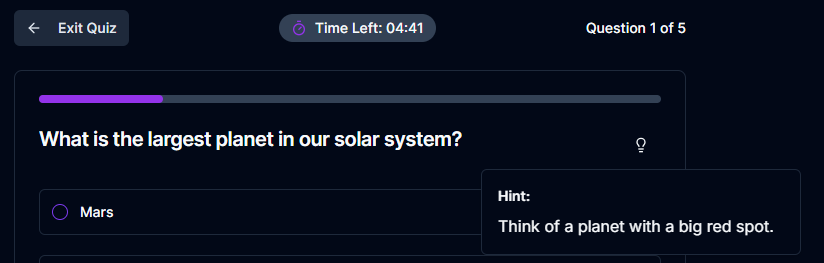 Exit Quiz
Time Left: 04:41
Question 1 of 5
What is the largest planet in our solar system?
Hint:
Think of a planet with a big red spot.
Mars